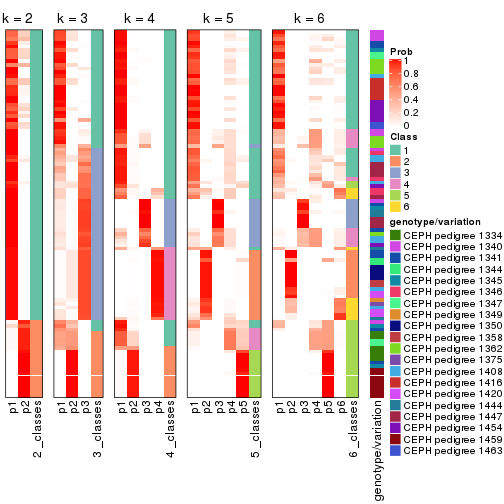 k = 2 k = 3 k = 4 k = 5 k = 6
Prob
1
0.8
0.6
0.4
0.2
0
Class
1
2
3
4
5
6
genotype/variation
CEPH pedigree 1334
CEPH pedigree 1340
CEPH pedigree 1341
CEPH pedigree 1344
CEPH pedigree 1345
CEPH pedigree 1346
CEPH pedigree 1347
CEPH pedigree 1349
CEPH pedigree 1350
CEPH pedigree 1358
CEPH pedigree 1362
CEPH pedigree 1375
CEPH pedigree 1408
CEPH pedigree 1416
CEPH pedigree 1420
CEPH pedigree 1444
CEPH pedigree 1447
CEPH pedigree 1454
CEPH pedigree 1459
CEPH pedigree 1463
p1 p2 2_classes
p1 p2 p3 3_classes
p1 p2 p3 p4 4_classes
p1 p2 p3 p4 p5 5_classes
p1 p2 p3 p4 p5 p6 6_classes
genotype/variation